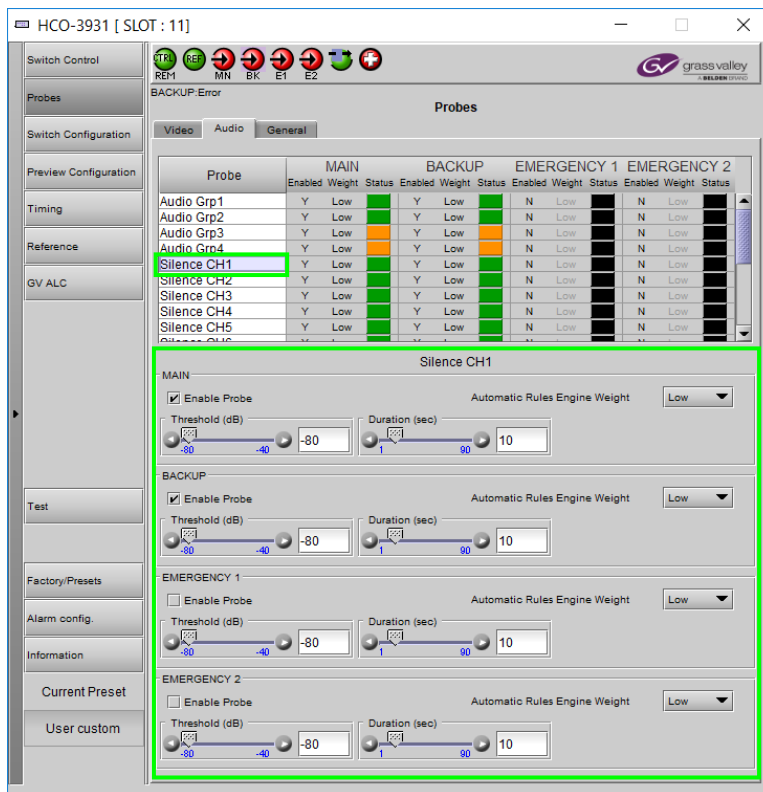 HCO-3931 [ SLOT : 11]
Switch Control
Probes
Switch Configuration
Preview Configuration
Timing
Reference
GV ALC
Test
Factory/Presets
Alarm config.
Information
Current Preset
User custom
CTRL REF
REM MN BK E1 E2
GV grass valley
A BELDEN BRAND
BACKUP:Error
Probes
Video Audio General
Probe MAIN BACKUP EMERGENCY 1 EMERGENCY 2
Enabled Weight Status Enabled Weight Status Enabled Weight Status Enabled Weight Status
Audio Grp1 Y Low Y Low N Low N Low
Audio Grp2 Y Low Y Low N Low N Low
Audio Grp3 Y Low Y Low N Low N Low
Audio Grp4 Y Low Y Low N Low N Low
Silence CH1 Y Low Y Low N Low N Low
Silence CH2 Y Low Y Low N Low N Low
Silence CH3 Y Low Y Low N Low N Low
Silence CH4 Y Low Y Low N Low N Low
Silence CH5 Y Low Y Low N Low N Low
Silence CH1
MAIN
Enable Probe Automatic Rules Engine Weight Low
Threshold (dB) Duration (sec)
-80 -40 -80 1 90 10
BACKUP
Enable Probe Automatic Rules Engine Weight Low
Threshold (dB) Duration (sec)
-80 -40 -80 1 90 10
EMERGENCY 1
Enable Probe Automatic Rules Engine Weight Low
Threshold (dB) Duration (sec)
-80 -40 -80 1 90 10
EMERGENCY 2
Enable Probe Automatic Rules Engine Weight Low
Threshold (dB) Duration (sec)
-80 -40 -80 1 90 10